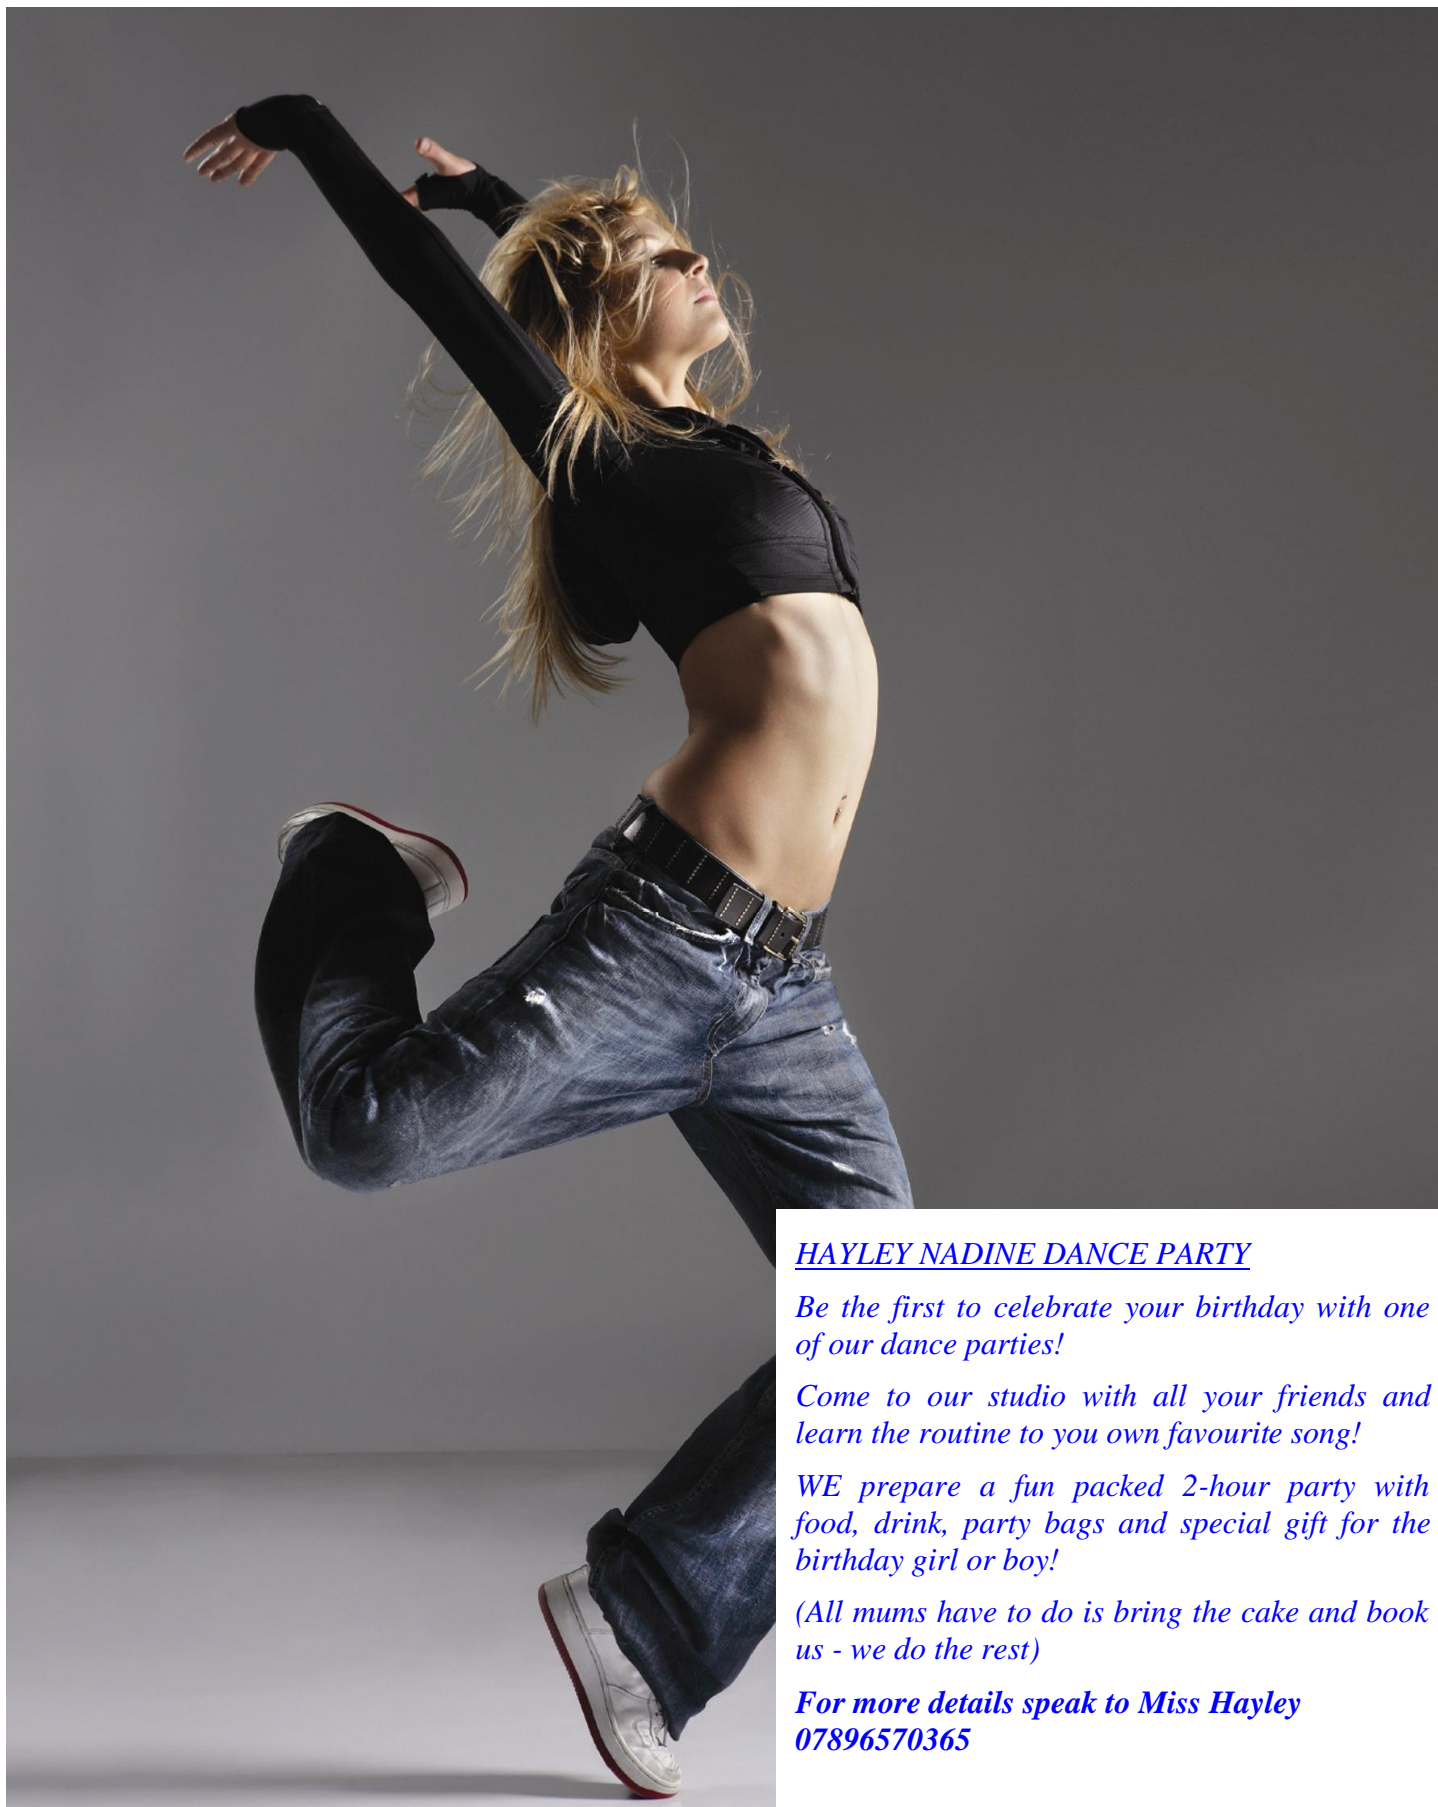 HAYLEY NADINE DANCE PARTY
Be the first to celebrate your birthday with one
of our dance parties!
Come to our studio with all your friends and
learn the routine to you own favourite song!
WE prepare a fun packed 2-hour party with
food, drink, party bags and special gift for the
birthday girl or boy!
(All mums have to do is bring the cake and book
us - we do the rest)
For more details speak to Miss Hayley
07896570365